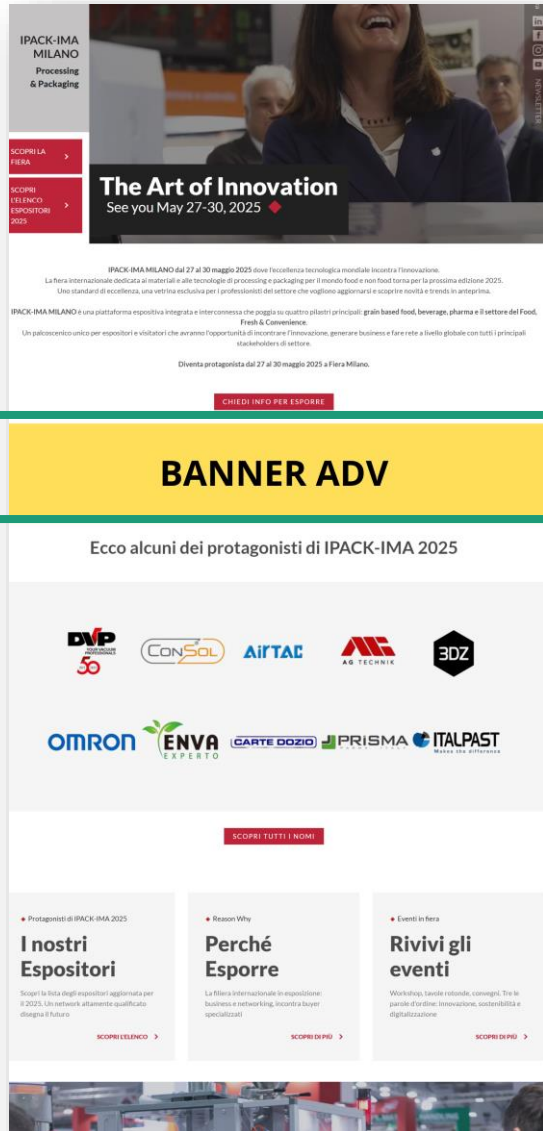 IPACK-IMA
MILANO
Processing
& Packaging
NEWSLETTER
SCOPRI LA
FIERA
SCOPRI
L'ELENCO
ESPOSITORI
2025
The Art of Innovation
See you May 27-30, 2025
IPACK-IMA MILANO dal 27 al 30 maggio 2025 dove l'eccellenza tecnologica mondiale incontra l'innovazione.
La fiera internazionale dedicata ai materiali e alle tecnologie di processing e packaging per il mondo food e non food torna per la prossima edizione 2025.
Uno standard di eccellenza, una vetrina esclusiva per i professionisti del settore che vogliono aggiornarsi e scoprire novità e trends in anteprima.
IPACK-IMA MILANO è una piattaforma espositiva integrata e interconnessa che poggia su quattro pilastri principali: grain based food, beverage, pharma e il settore del Food,
Fresh & Convenience.
Un palcoscenico unico per espositori e visitatori che avranno l'opportunità di incontrare l'innovazione, generare business e fare rete a livello globale con tutti i principali
stackeholders di settore.
Diventa protagonista dal 27 al 30 maggio 2025 a Fiera Milano.
CHIEDI INFO PER ESPORRE
BANNER ADV
Ecco alcuni dei protagonisti di IPACK-IMA 2025
DVP
YOUR VACUUM
PROFESSIONALS
50
CONSOL
AirTAC
AG TECHNIK
3DZ
OMRON
ENVA
EXPERTO
CARTE DOZIO
PRISMA
ITALPAST
Makes the difference
SCOPRI TUTTI I NOMI
Protagonisti di IPACK-IMA 2025
I nostri
Espositori
Scopri la lista degli espositori aggiornata per
il 2025. Un network altamente qualificato
disegna il futuro
SCOPRI L'ELENCO
Reason Why
Perché
Esporre
La filiera internazionale in esposizione:
business e networking, incontra buyer
specializzati
SCOPRI DI PIÙ
Eventi in fiera
Rivivi gli
eventi
Workshop, tavole rotonde, convegni. Tre le
parole d'ordine: innovazione, sostenibilità e
digitalizzazione
SCOPRI DI PIÙ